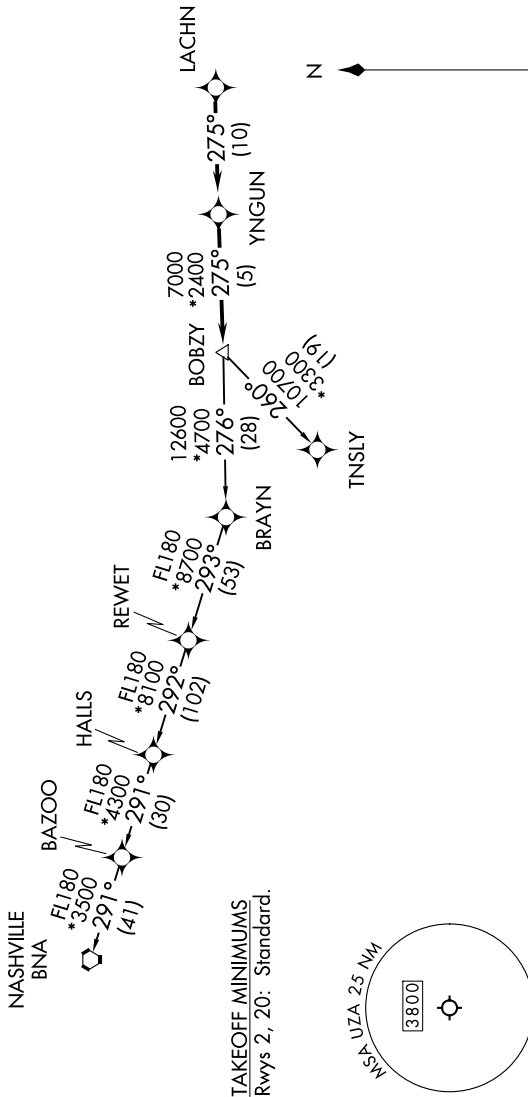 NASHVILLE
BNA
FL180
*3500
291°
(41)
BAZOO
FL180
*4300
291°
(30)
HALLS
FL180
*8100
292°
(102)
REWET
FL180
*8700
293°
(53)
BRAYN
12600
*4700
276°
(28)
BOBZY
260°
10700
*3300
(19)
TNSLY
7000
*2400
275°
(5)
YNGUN
275°
(10)
LACHN
N
TAKEOFF MINIMUMS
Rwys 2, 20: Standard.
MSA UZA 25 NM
3800